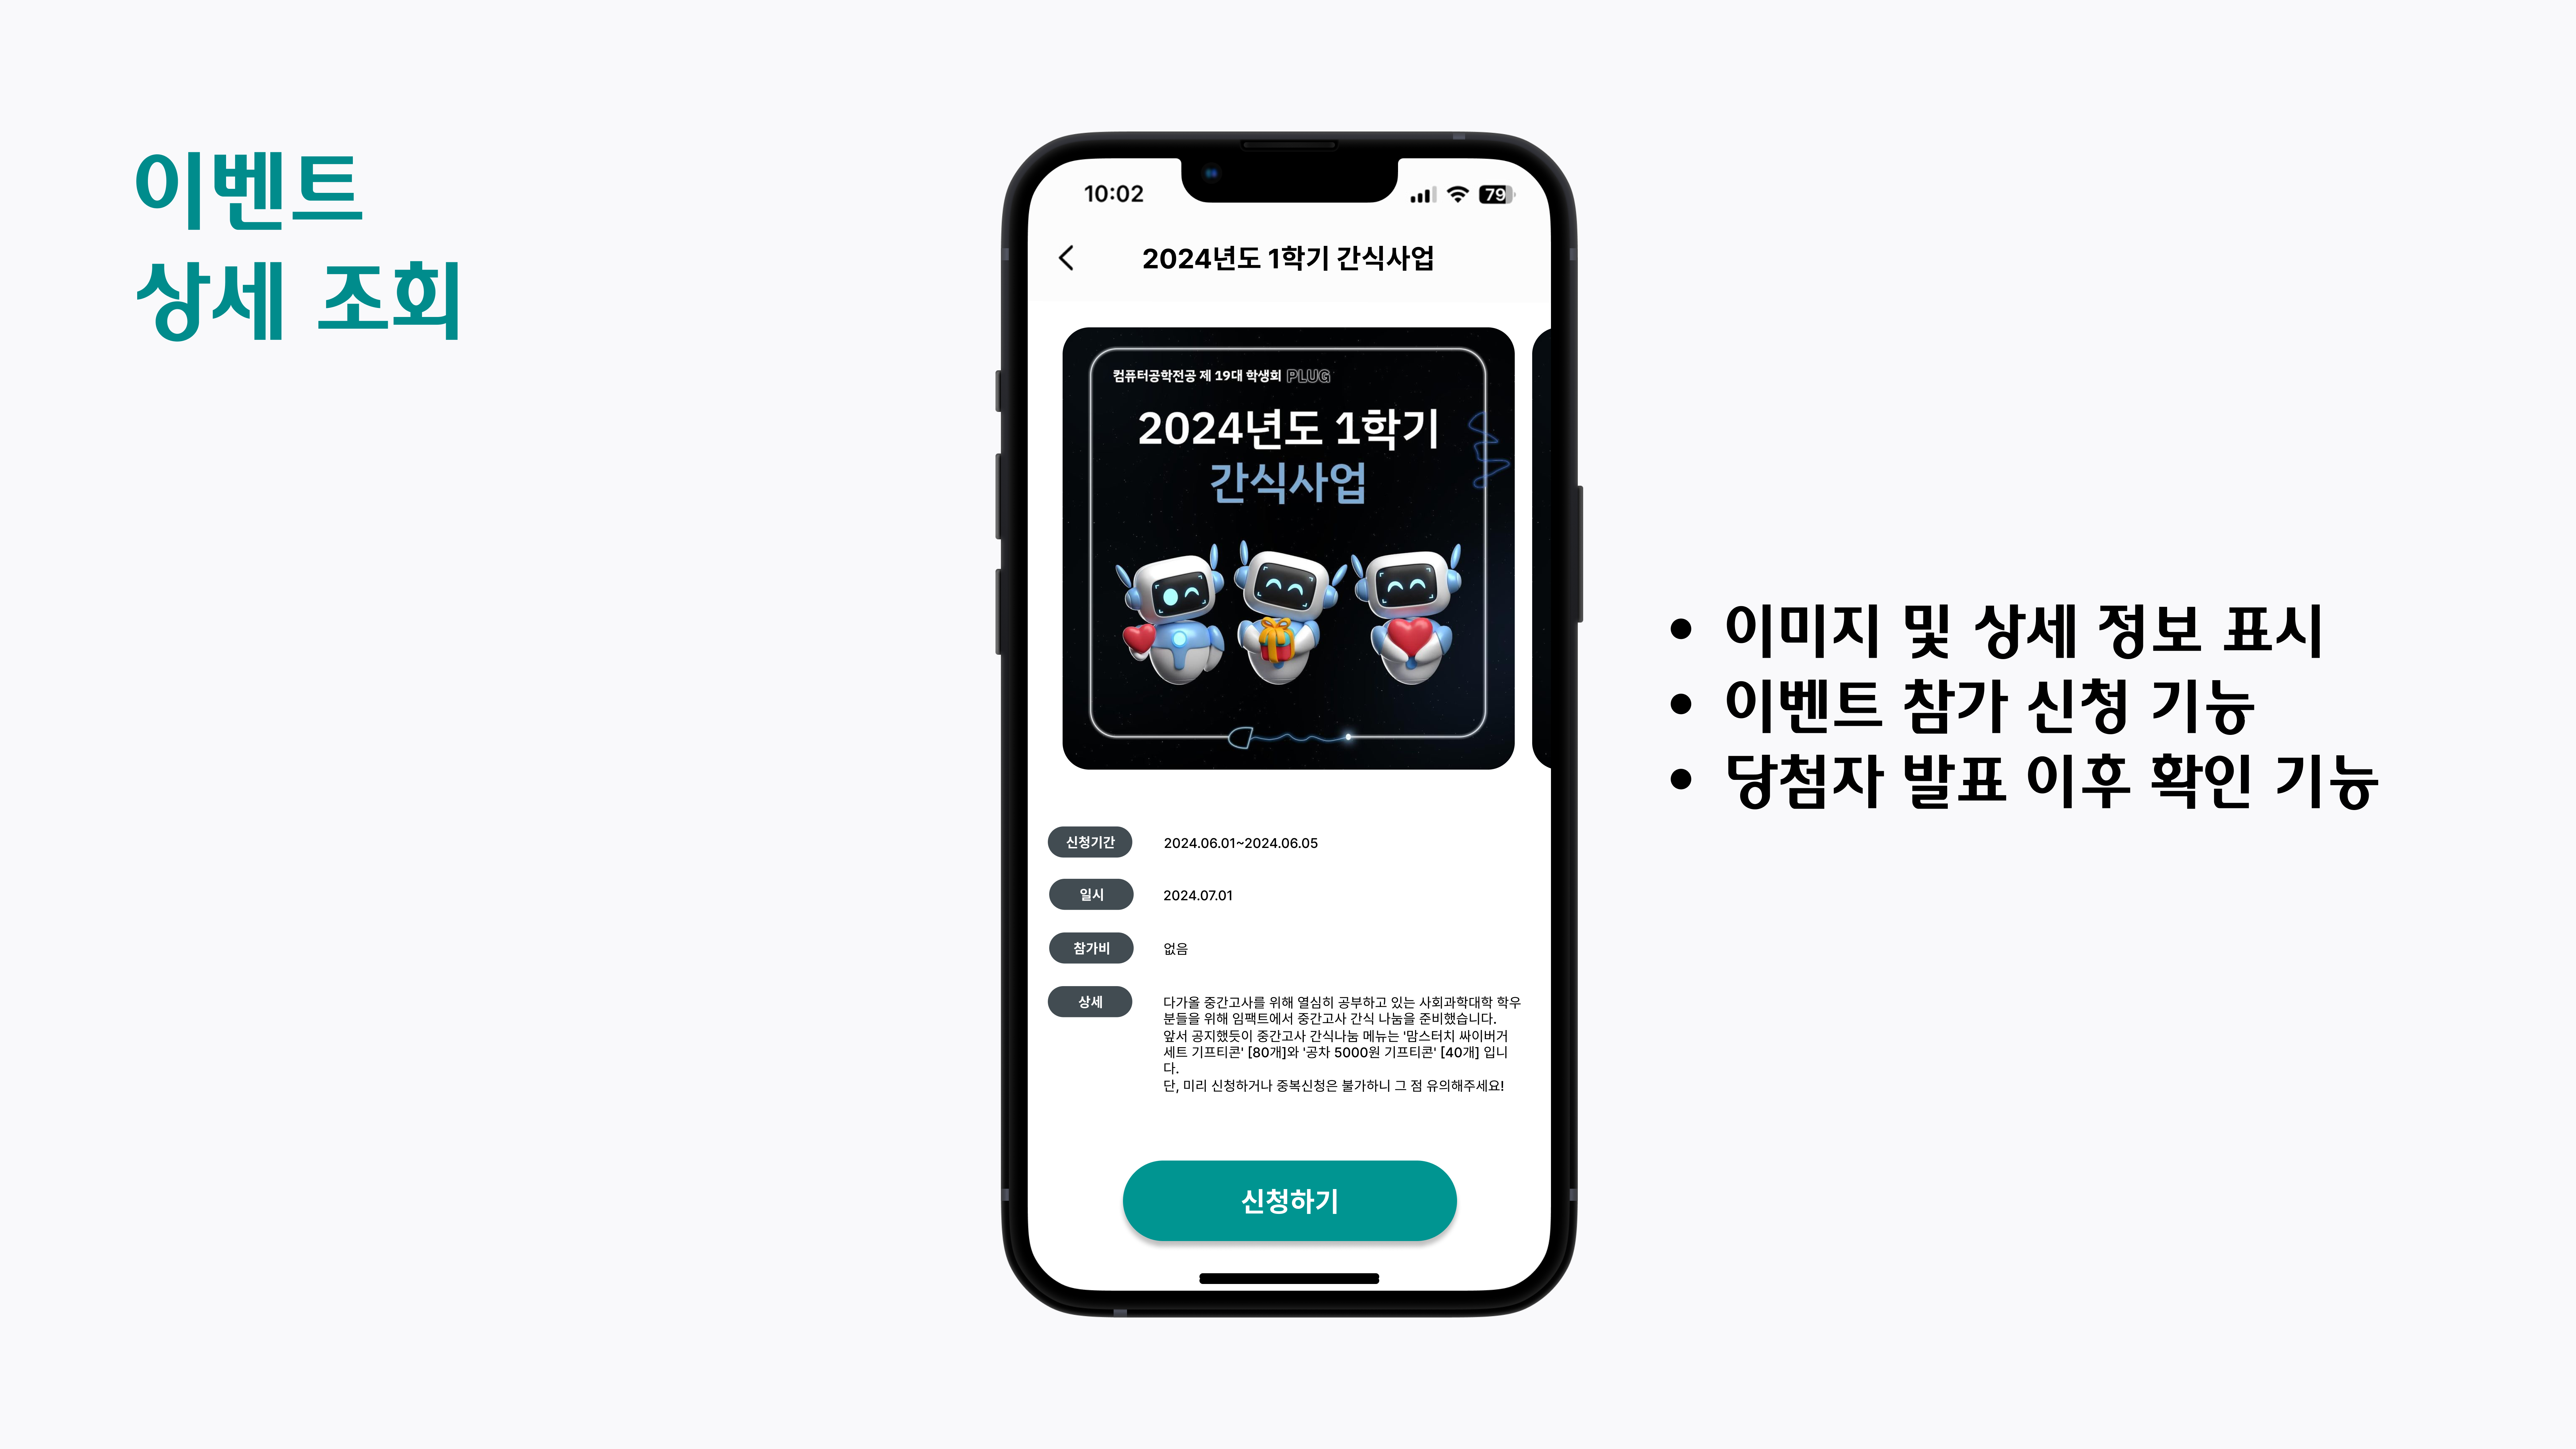 이벤트
상세 조회
10:02
79
2024년도 1학기 간식사업
컴퓨터공학전공 제 19대 학생회 PLUG
2024년도 1학기
간식사업
신청기간 2024.06.01~2024.06.05
일시 2024.07.01
참가비 없음
상세 다가올 중간고사를 위해 열심히 공부하고 있는 사회과학대학 학우
분들을 위해 임팩트에서 중간고사 간식 나눔을 준비했습니다.
앞서 공지했듯이 중간고사 간식나눔 메뉴는 '맘스터치 싸이버거
세트 기프티콘' [80개]와 '공차 5000원 기프티콘' [40개] 입니
다.
단, 미리 신청하거나 중복신청은 불가하니 그 점 유의해주세요!
신청하기
• 이미지 및 상세 정보 표시
• 이벤트 참가 신청 기능
• 당첨자 발표 이후 확인 기능